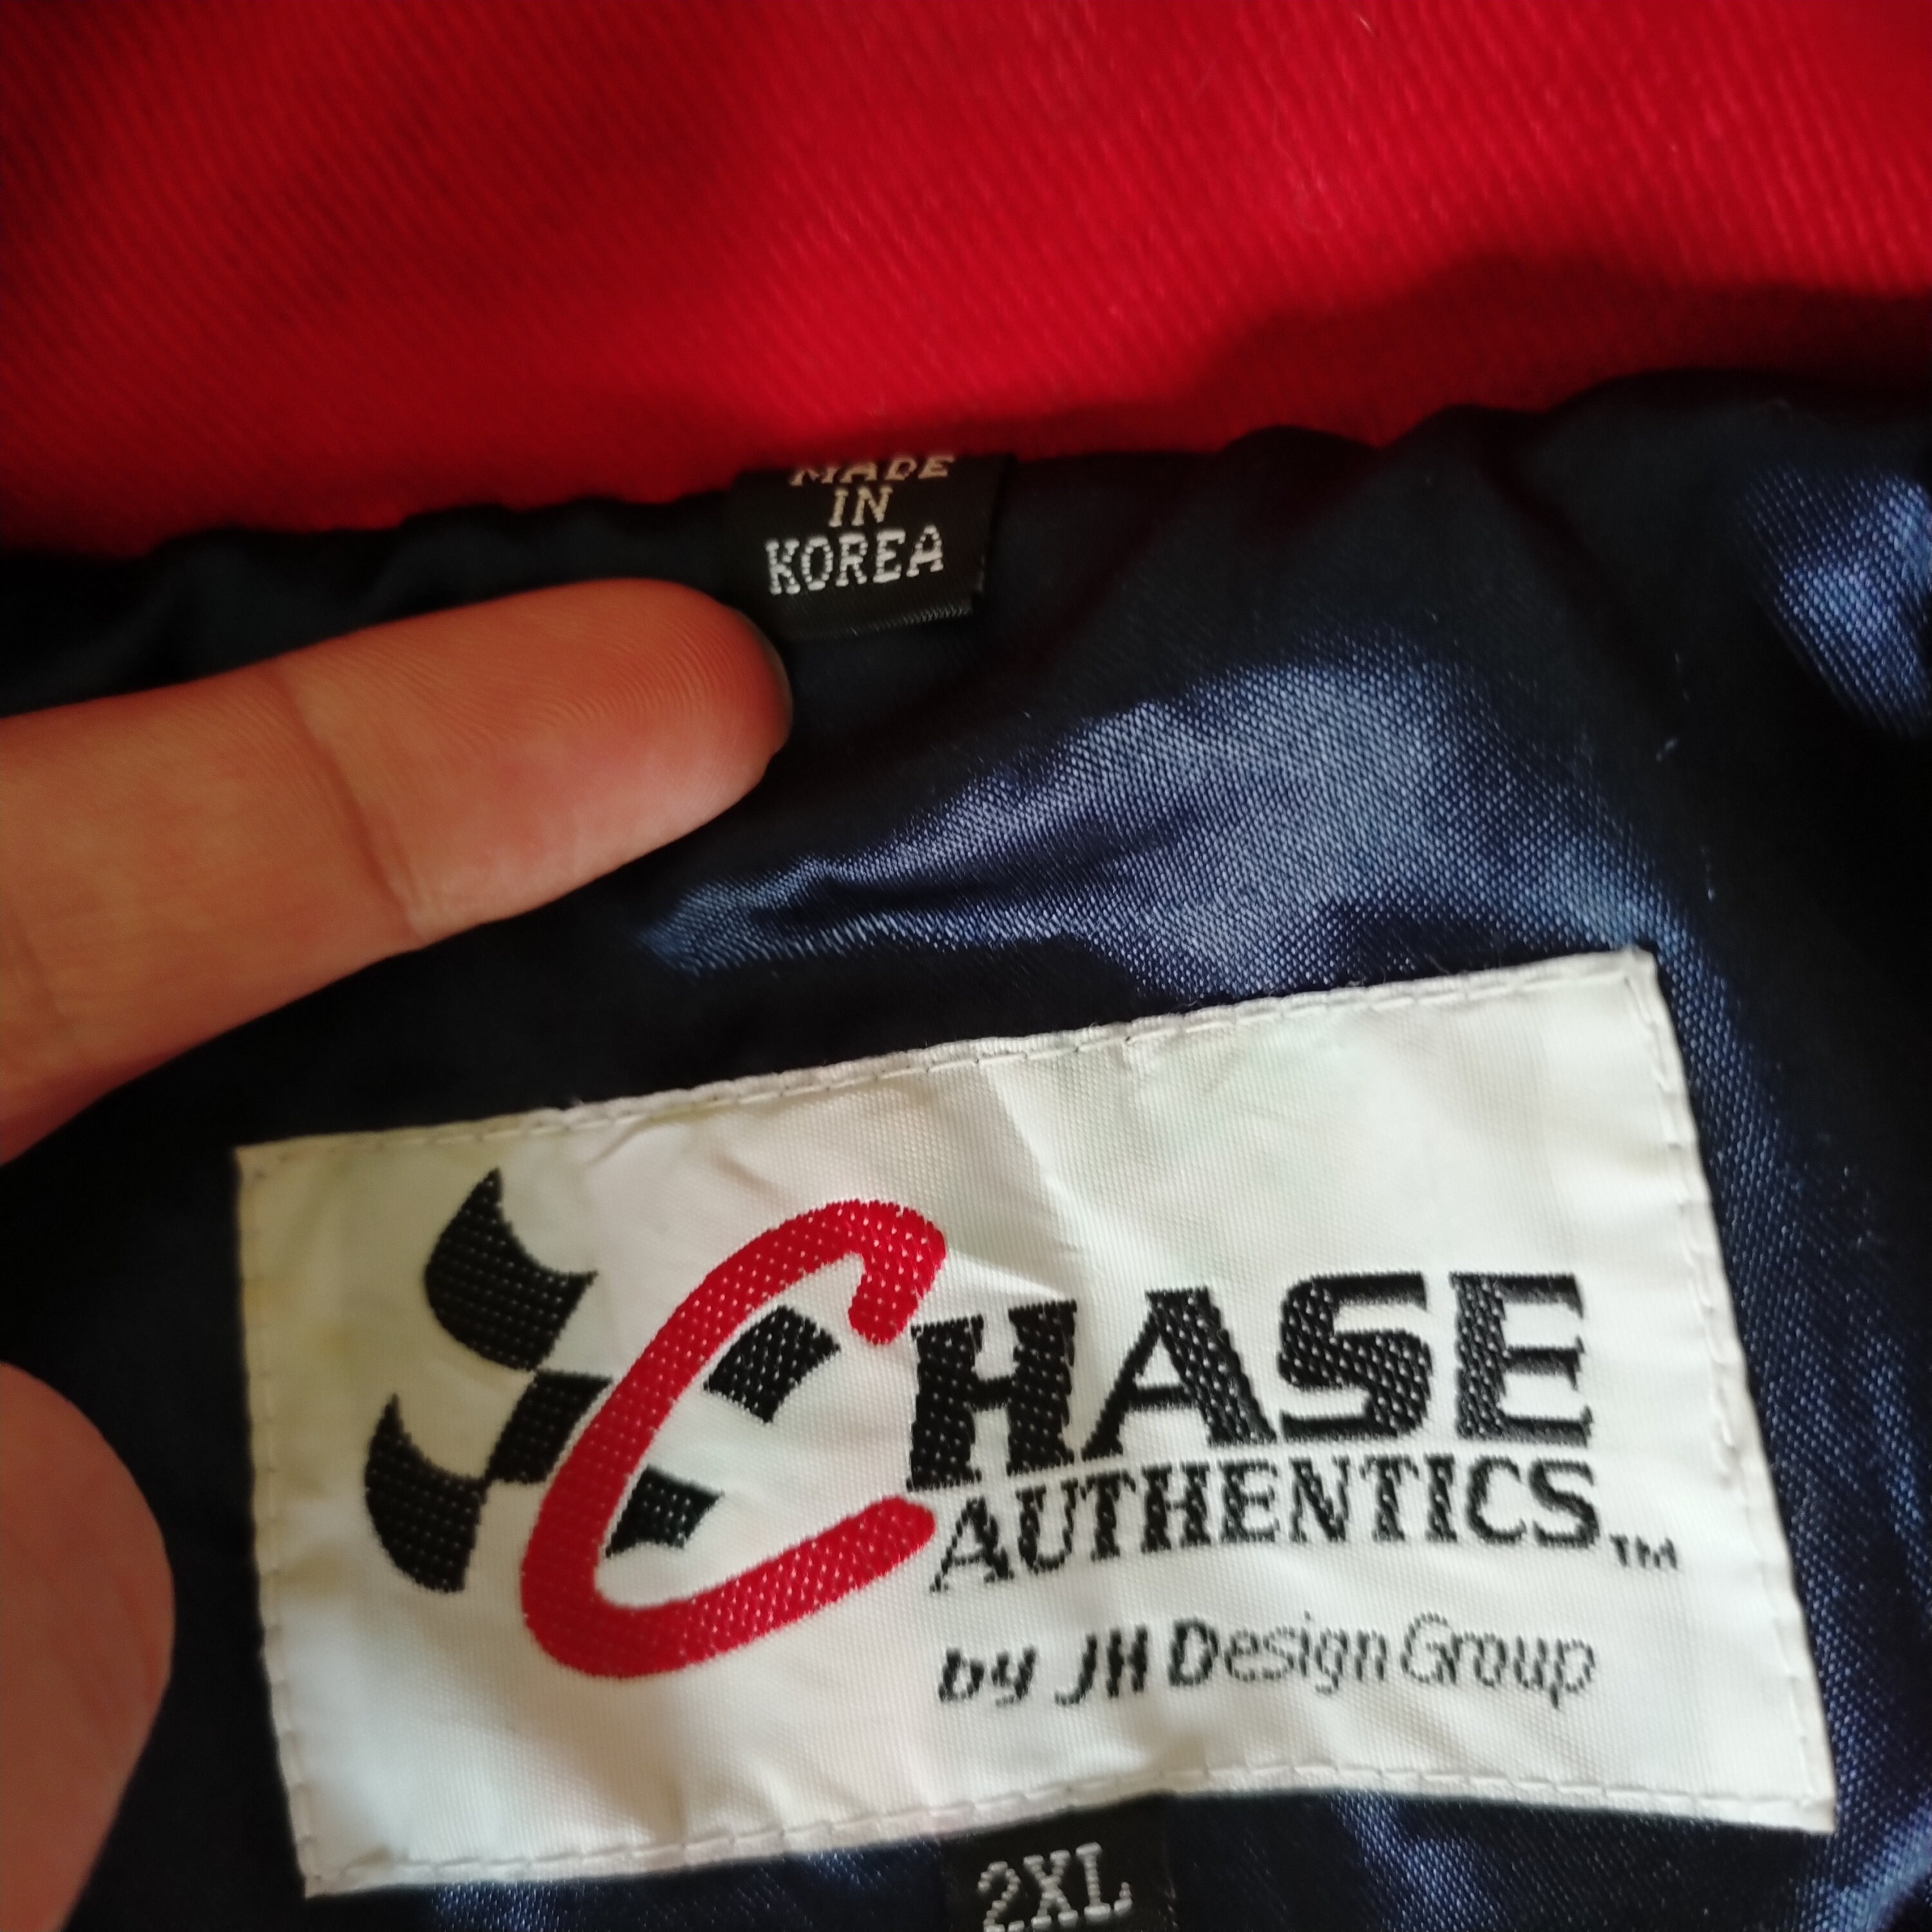 MADE
IN
KOREA
CHASE
AUTHENTICS™
by JH Design Group
2XL